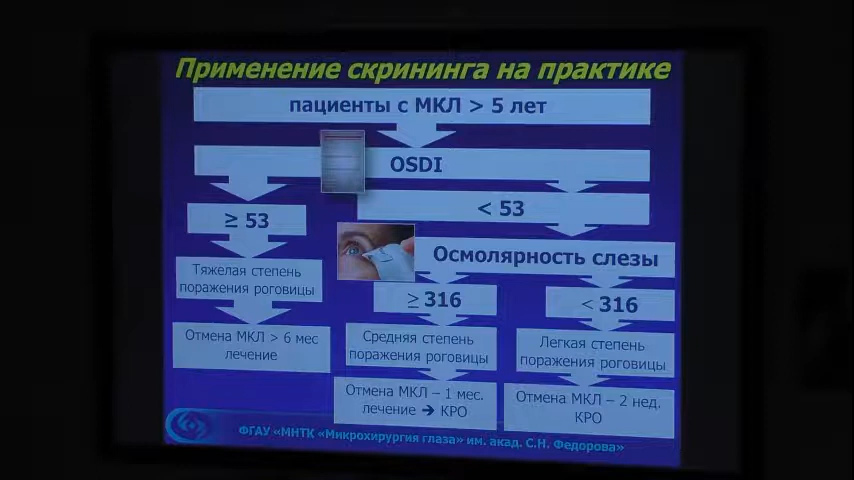 Применение скрининга на практике
пациенты с МКЛ > 5 лет
OSDI
≥ 53
< 53
Осмолярность слезы
Тяжелая степень
поражения роговицы
≥ 316
< 316
Отмена МКЛ > 6 мес
лечение
Средняя степень
поражения роговицы
Легкая степень
поражения роговицы
Отмена МКЛ – 1 мес.
лечение ➔ КРО
Отмена МКЛ – 2 нед.
КРО
ФГАУ «МНТК «Микрохирургия глаза» им. акад. С.Н. Федорова»